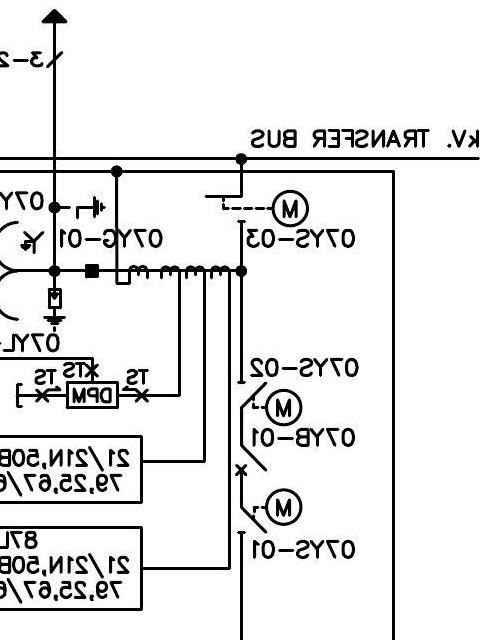 3-2
kV. TRANSFER BUS
07Y
M
07YG-01
07YS-03
07YL-
07YS-02
TS
TS
TS
DPM
M
07YB-01
21/21N,50B
79,25,67/6
M
07YS-01
87L
21/21N,50B
79,25,67/6